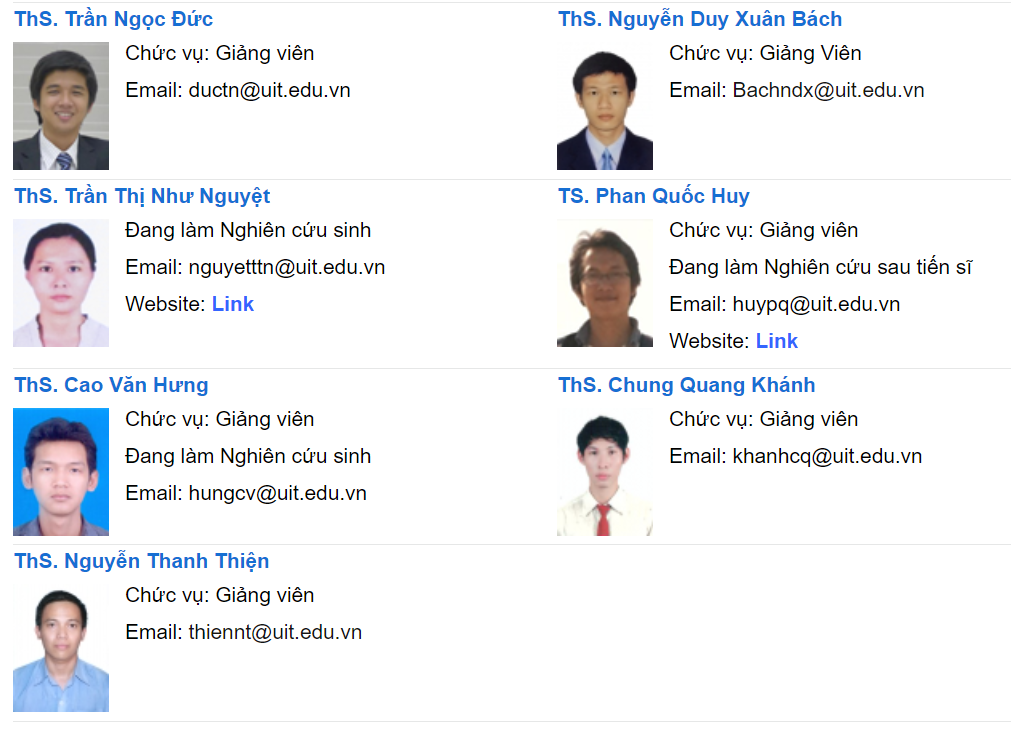 ThS. Trần Ngọc Đức
Chức vụ: Giảng viên
Email: ductn@uit.edu.vn
ThS. Nguyễn Duy Xuân Bách
Chức vụ: Giảng Viên
Email: Bachndx@uit.edu.vn
ThS. Trần Thị Như Nguyệt
Đang làm Nghiên cứu sinh
Email: nguyetttn@uit.edu.vn
Website: Link
TS. Phan Quốc Huy
Chức vụ: Giảng viên
Đang làm Nghiên cứu sau tiến sĩ
Email: huypq@uit.edu.vn
Website: Link
ThS. Cao Văn Hưng
Chức vụ: Giảng viên
Đang làm Nghiên cứu sinh
Email: hungcv@uit.edu.vn
ThS. Chung Quang Khánh
Chức vụ: Giảng viên
Email: khanhcq@uit.edu.vn
ThS. Nguyễn Thanh Thiện
Chức vụ: Giảng viên
Email: thiennt@uit.edu.vn